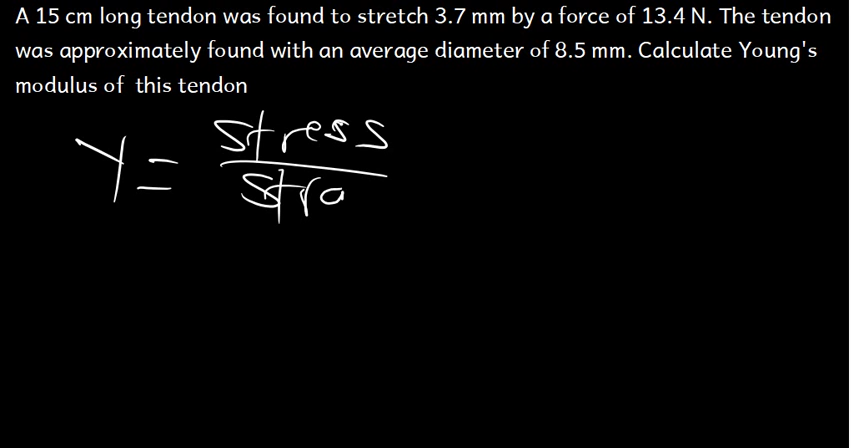 A 15 cm long tendon was found to stretch 3.7 mm by a force of 13.4 N. The tendon
was approximately found with an average diameter of 8.5 mm. Calculate Young's
modulus of this tendon
Y = Stress
Stra